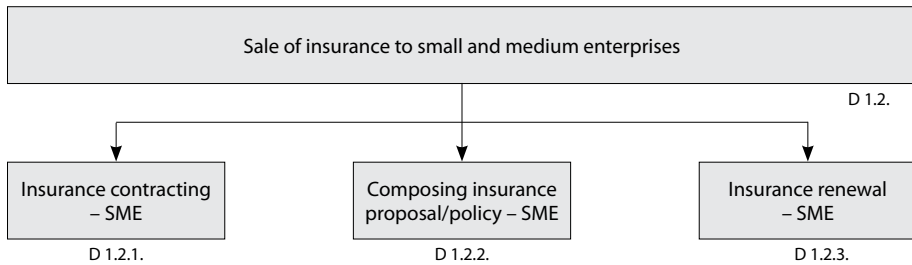 Sale of insurance to small and medium enterprises
D 1.2.
Insurance contracting
– SME
Composing insurance
proposal/policy – SME
Insurance renewal
– SME
D 1.2.1.
D 1.2.2.
D 1.2.3.